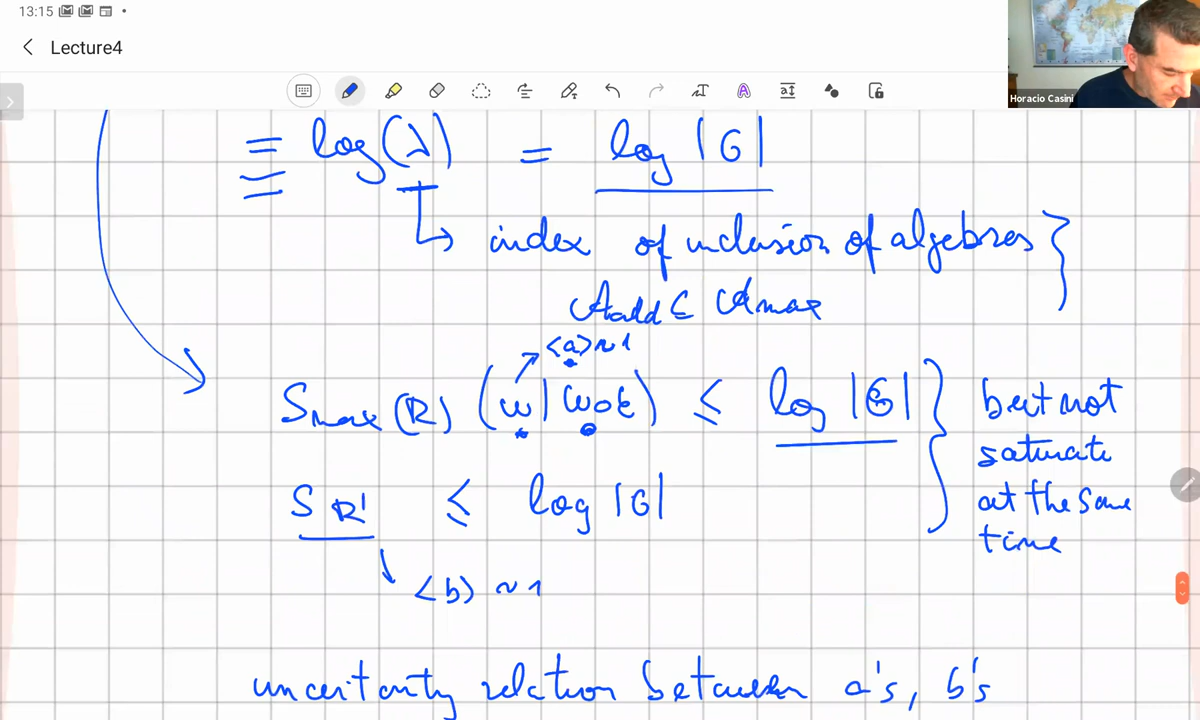 13:15
Lecture4
Horacio Casini
≡ log(λ) = log |G|
↳ index of inclusion of algebras
Aadd ⊆ Amax
<a> ~ 1
Smax(R) (ω|ω∘ε) ≤ log |G| } but not
saturate
S R' ≤ log |G| at the same
time
<b> ~ 1
uncertainty relation between a's, b's